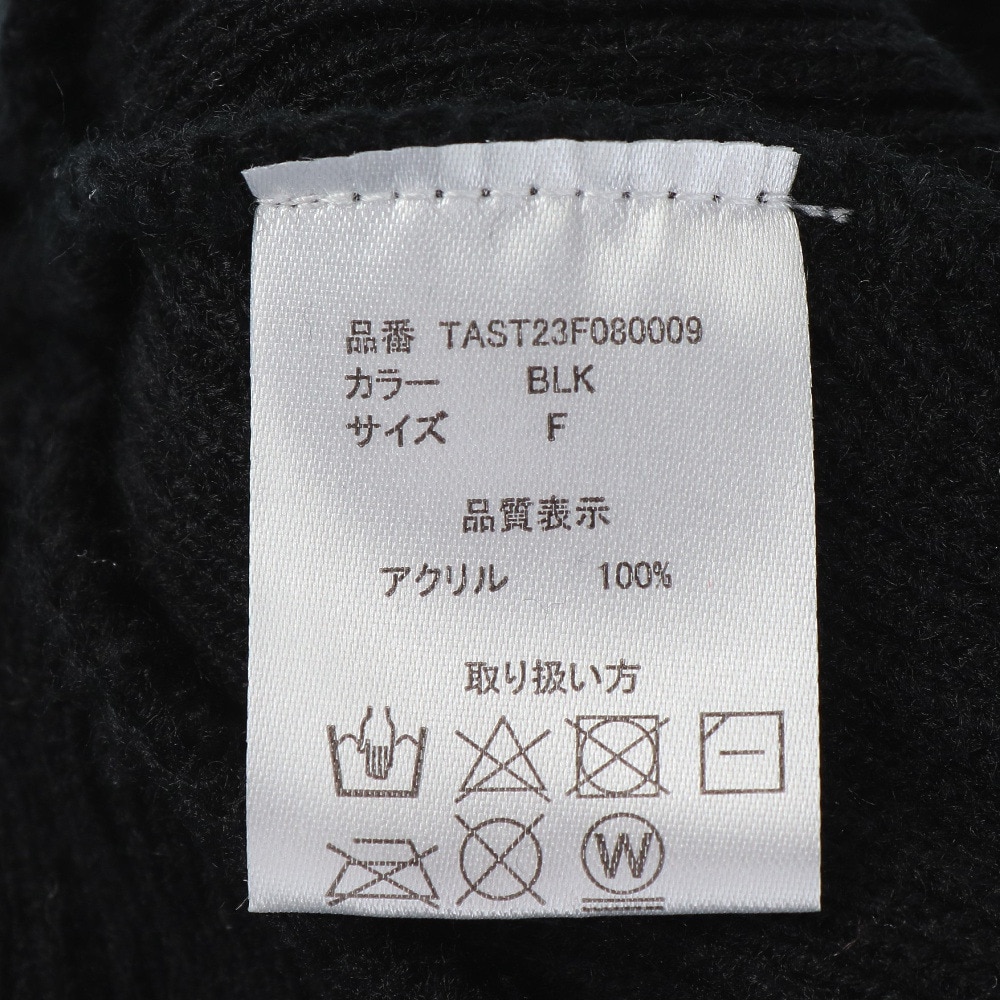 品番 TAST23F080009
カラー BLK
サイズ F
品質表示
アクリル 100%
取り扱い方
W